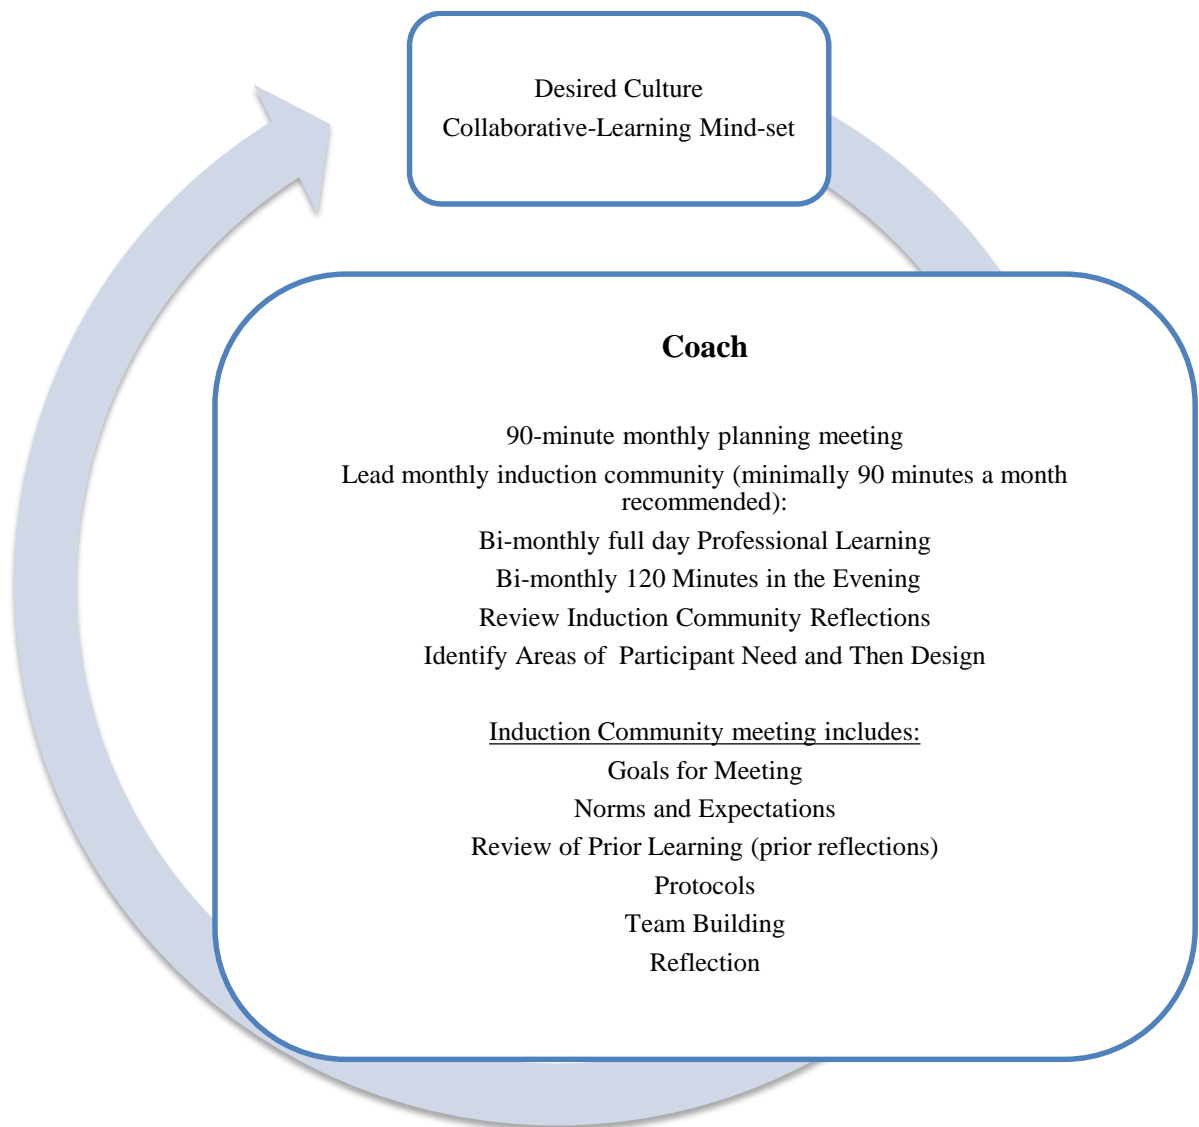 Desired Culture
Collaborative-Learning Mind-set
Coach
90-minute monthly planning meeting
Lead monthly induction community (minimally 90 minutes a month
recommended):
Bi-monthly full day Professional Learning
Bi-monthly 120 Minutes in the Evening
Review Induction Community Reflections
Identify Areas of Participant Need and Then Design
Induction Community meeting includes:
Goals for Meeting
Norms and Expectations
Review of Prior Learning (prior reflections)
Protocols
Team Building
Reflection